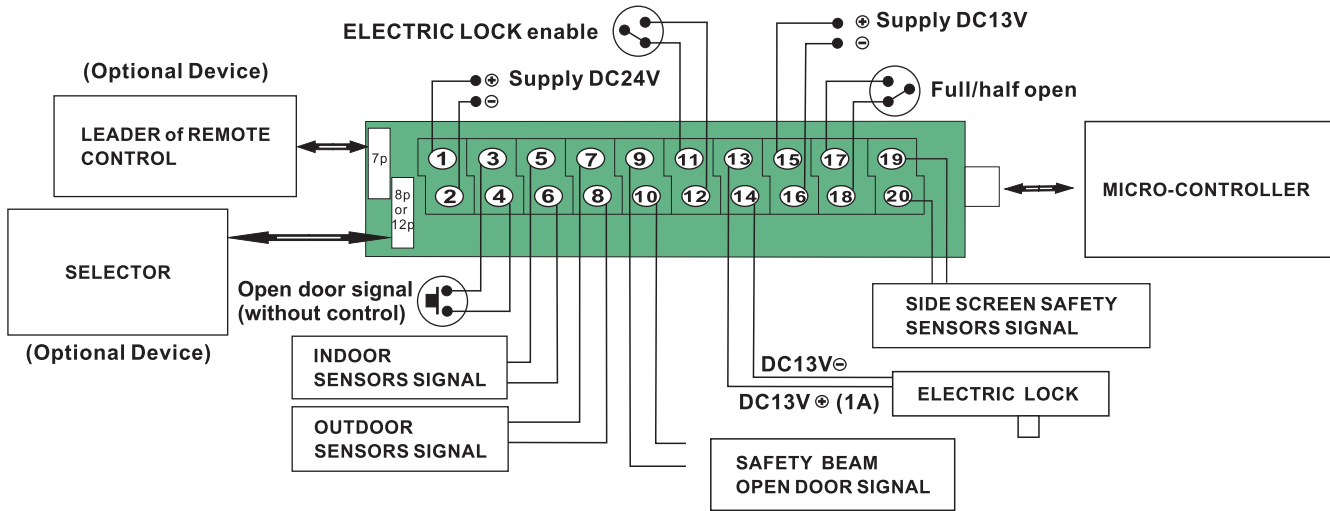 ELECTRIC LOCK enable
⊕ Supply DC13V
⊖
(Optional Device)
⊕ Supply DC24V
⊖
Full/half open
LEADER of REMOTE
CONTROL
7p
1 3 5 7 9 11 13 15 17 19
8p
or
12p
2 4 6 8 10 12 14 16 18 20
MICRO-CONTROLLER
SELECTOR
(Optional Device)
Open door signal
(without control)
SIDE SCREEN SAFETY
SENSORS SIGNAL
INDOOR
SENSORS SIGNAL
DC13V⊖
DC13V ⊕ (1A)
ELECTRIC LOCK
OUTDOOR
SENSORS SIGNAL
SAFETY BEAM
OPEN DOOR SIGNAL